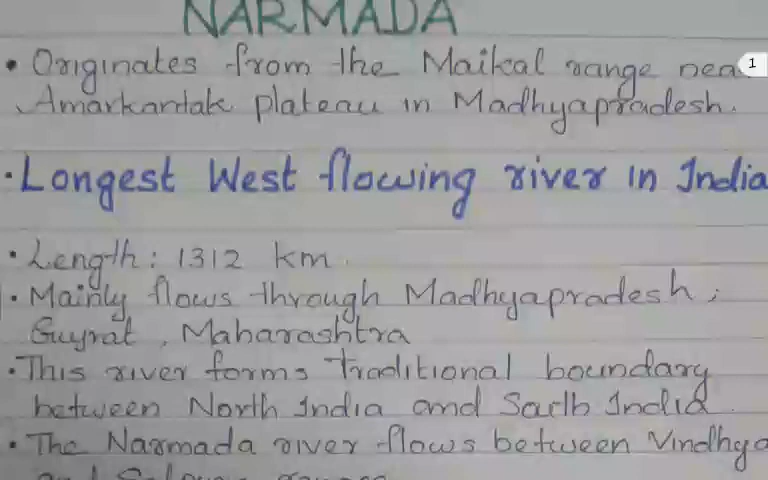 NARMADA
• Originates from the Maikal range nea
1
Amarkantak plateau in Madhyapradesh.
• Longest West flowing river in India
• Length: 1312 km.
• Mainly flows through Madhyapradesh,
Gujrat, Maharashtra
• This river forms traditional boundary
between North India and South India.
• The Narmada river flows between Vindhya